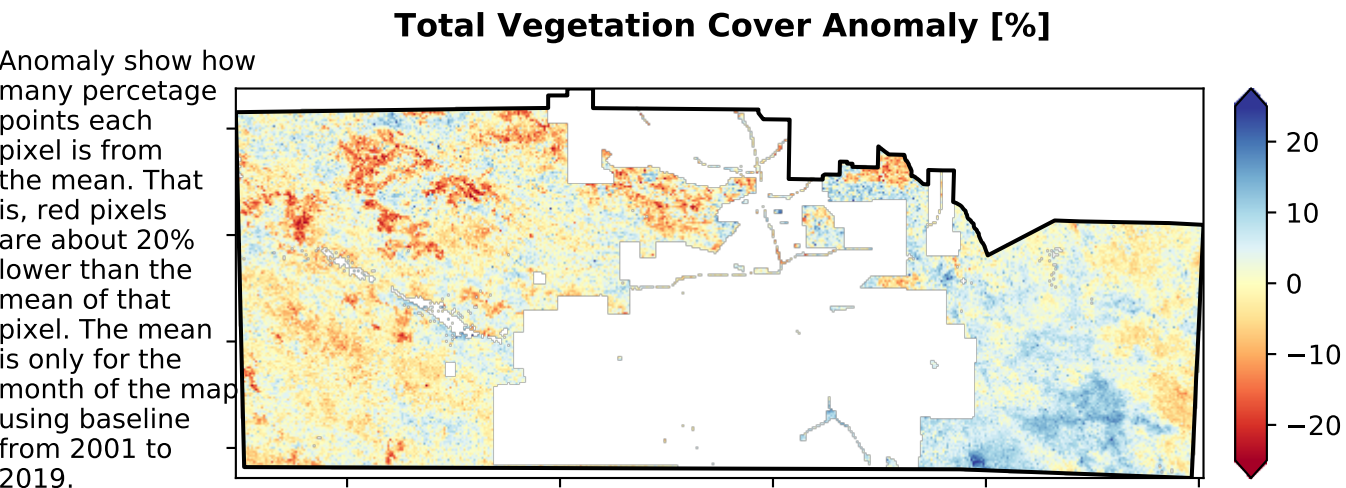 Total Vegetation Cover Anomaly [%]
Anomaly show how
many percetage
points each
pixel is from
the mean. That
is, red pixels
are about 20%
lower than the
mean of that
pixel. The mean
is only for the
month of the map
using baseline
from 2001 to
2019.
20
10
0
−10
−20